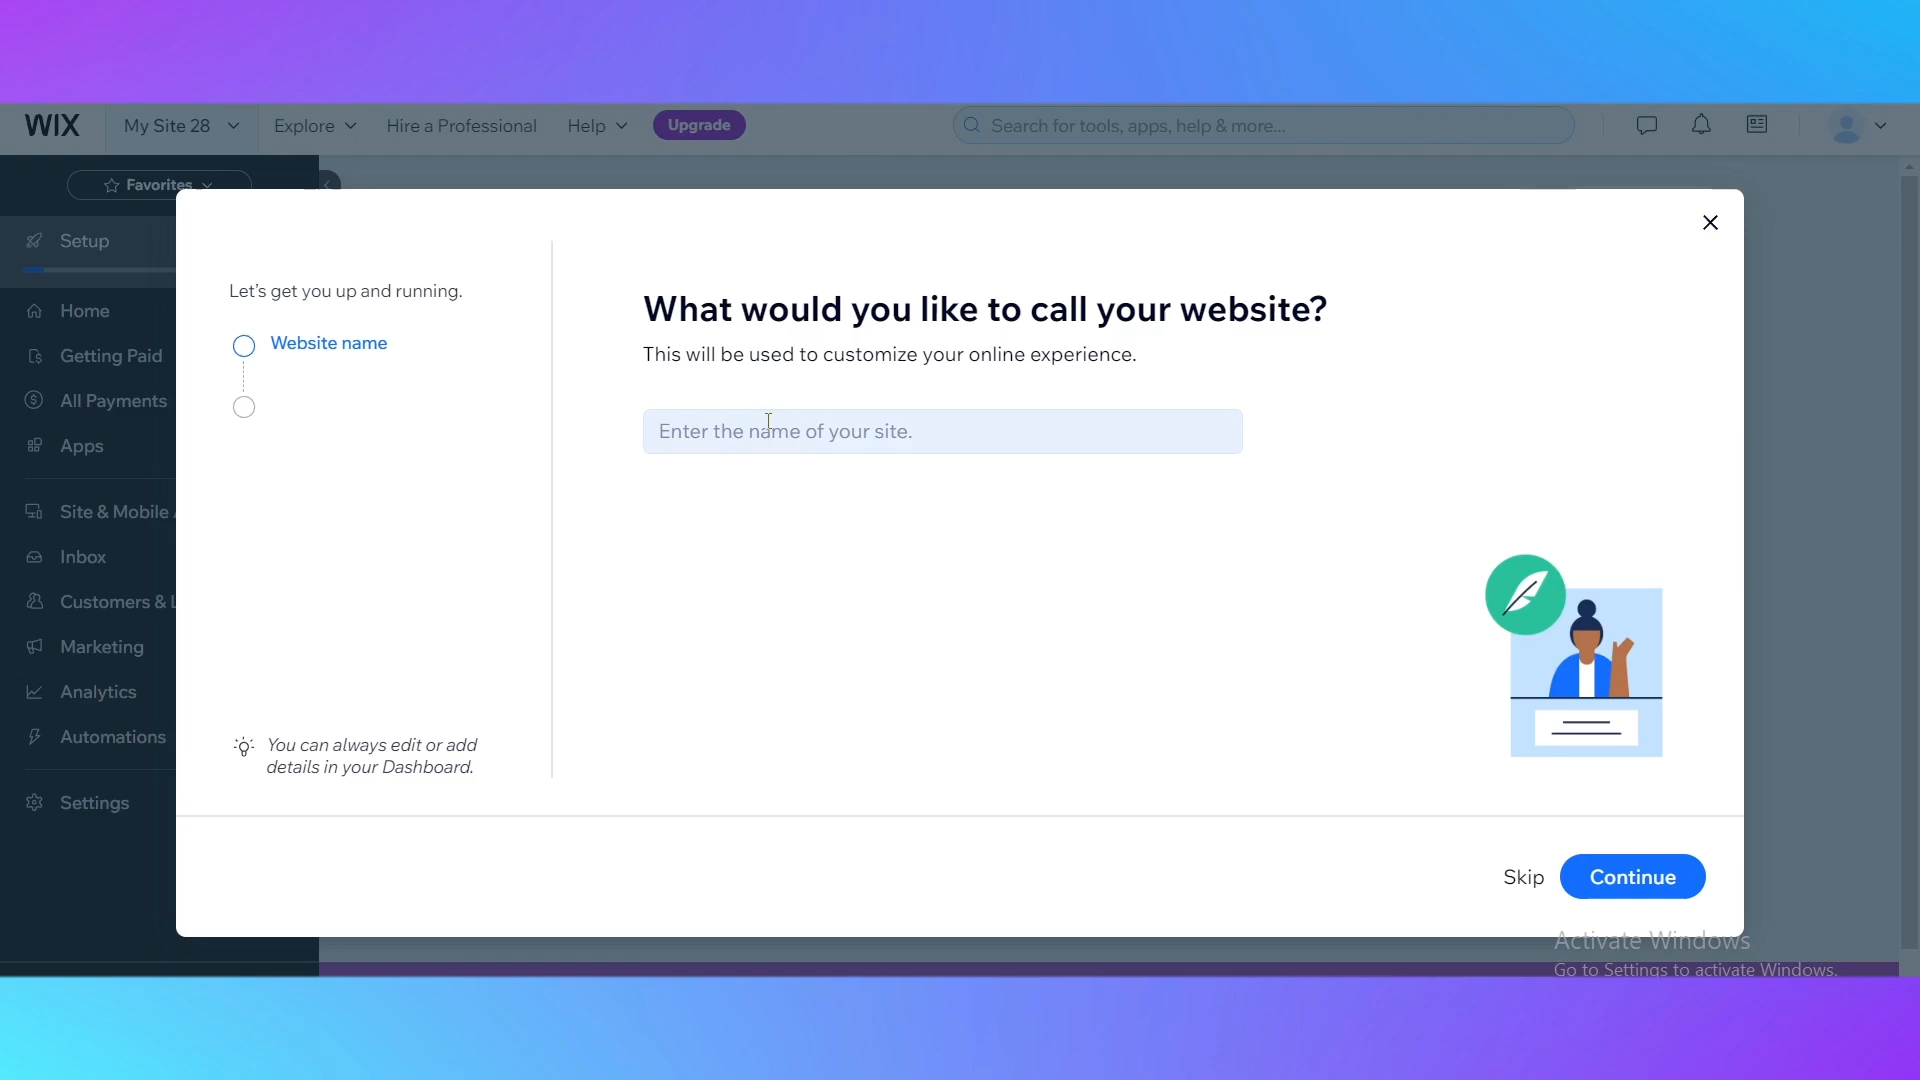 WIX
My Site 28
Explore
Hire a Professional
Help
Upgrade
Search for tools, apps, help & more...
Favorites
Setup
Home
Getting Paid
All Payments
Apps
Site & Mobile
Inbox
Customers & L
Marketing
Analytics
Automations
Settings
Let's get you up and running.
Website name
You can always edit or add
details in your Dashboard.
What would you like to call your website?
This will be used to customize your online experience.
Enter the name of your site.
Skip
Continue
Activate Windows
Go to Settings to activate Windows.